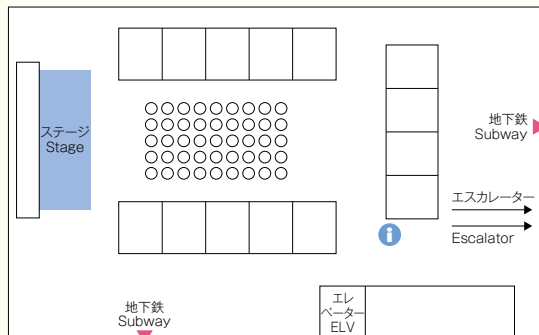 ステージ
Stage
地下鉄
Subway
エスカレーター
Escalator
i
エレ
ベーター
ELV
地下鉄
Subway